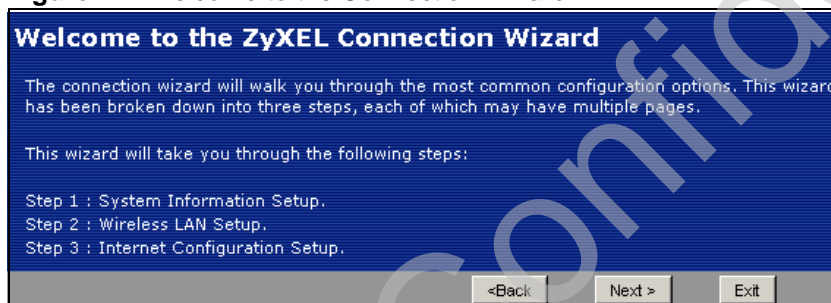 Welcome to the ZyXEL Connection Wizard
The connection wizard will walk you through the most common configuration options. This wizard
has been broken down into three steps, each of which may have multiple pages.
This wizard will take you through the following steps:
Step 1 : System Information Setup.
Step 2 : Wireless LAN Setup.
Step 3 : Internet Configuration Setup.
<Back
Next >
Exit
Confid